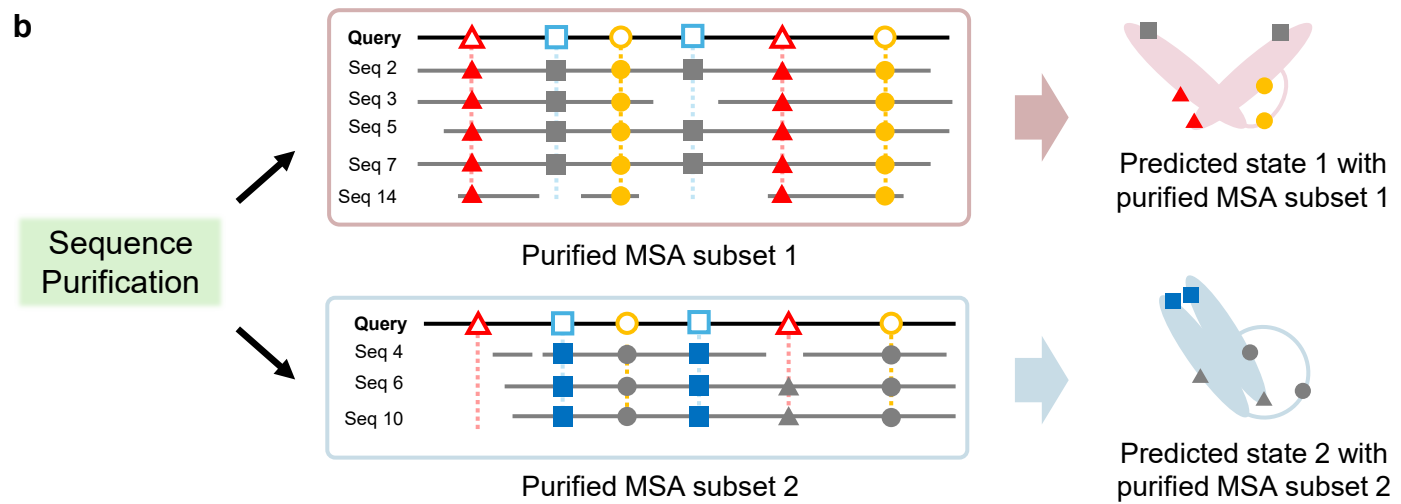 b
Query
Seq 2
Seq 3
Seq 5
Seq 7
Seq 14
Purified MSA subset 1
Predicted state 1 with
purified MSA subset 1
Sequence
Purification
Query
Seq 4
Seq 6
Seq 10
Purified MSA subset 2
Predicted state 2 with
purified MSA subset 2